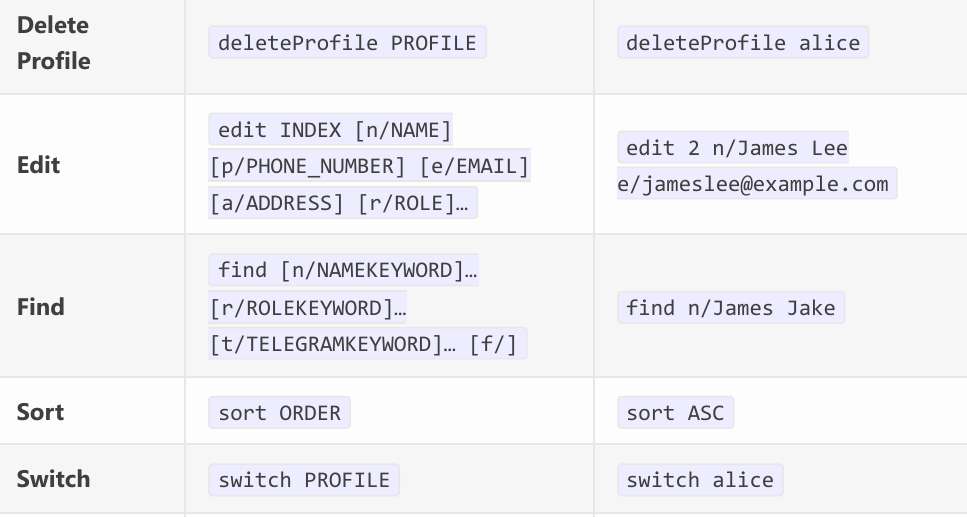 Delete
Profile
deleteProfile PROFILE
deleteProfile alice
Edit
edit INDEX [n/NAME]
[p/PHONE_NUMBER] [e/EMAIL]
[a/ADDRESS] [r/ROLE]…
edit 2 n/James Lee
e/jameslee@example.com
Find
find [n/NAMEKEYWORD]…
[r/ROLEKEYWORD]…
[t/TELEGRAMKEYWORD]… [f/]
find n/James Jake
Sort
sort ORDER
sort ASC
Switch
switch PROFILE
switch alice